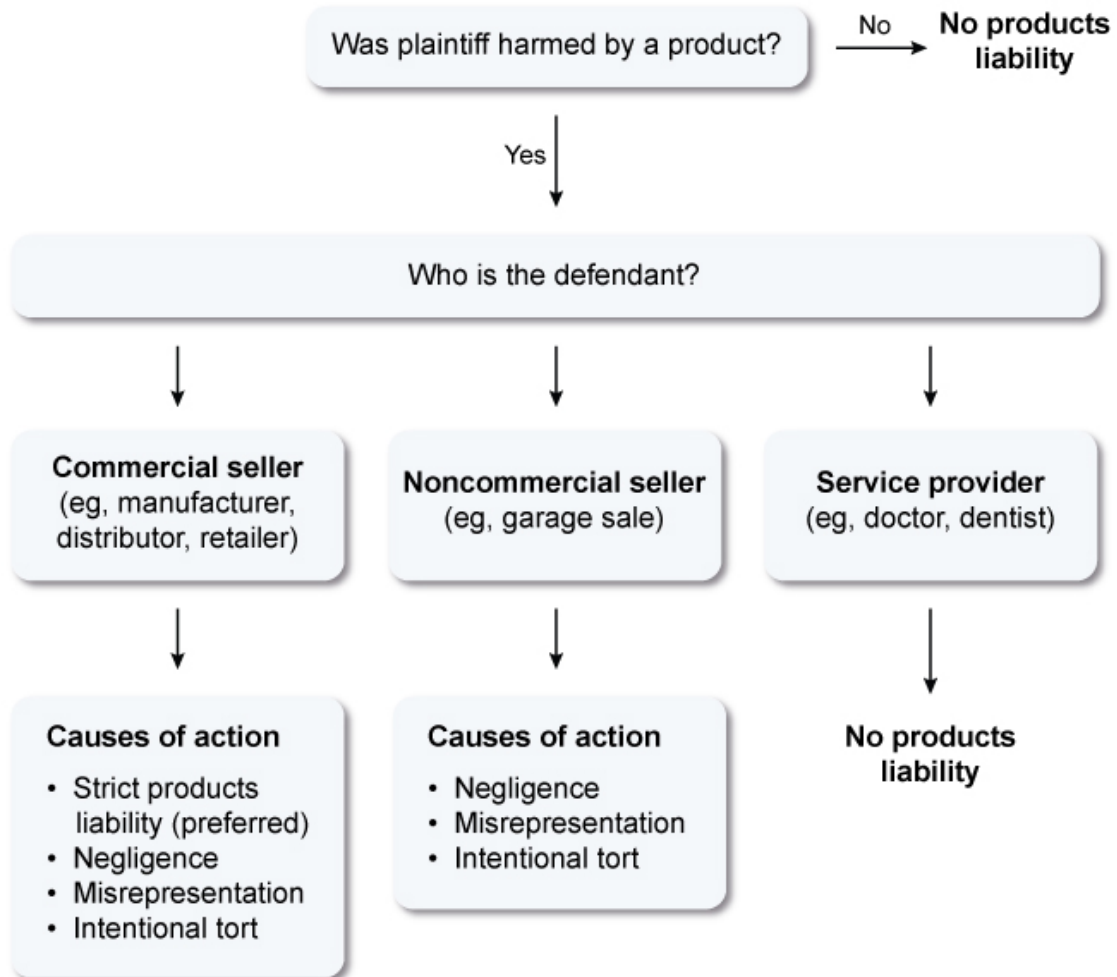 Was plaintiff harmed by a product?
No
No products
liability
Yes
Who is the defendant?
Commercial seller
(eg, manufacturer,
distributor, retailer)
Noncommercial seller
(eg, garage sale)
Service provider
(eg, doctor, dentist)
Causes of action
• Strict products
liability (preferred)
• Negligence
• Misrepresentation
• Intentional tort
Causes of action
• Negligence
• Misrepresentation
• Intentional tort
No products
liability